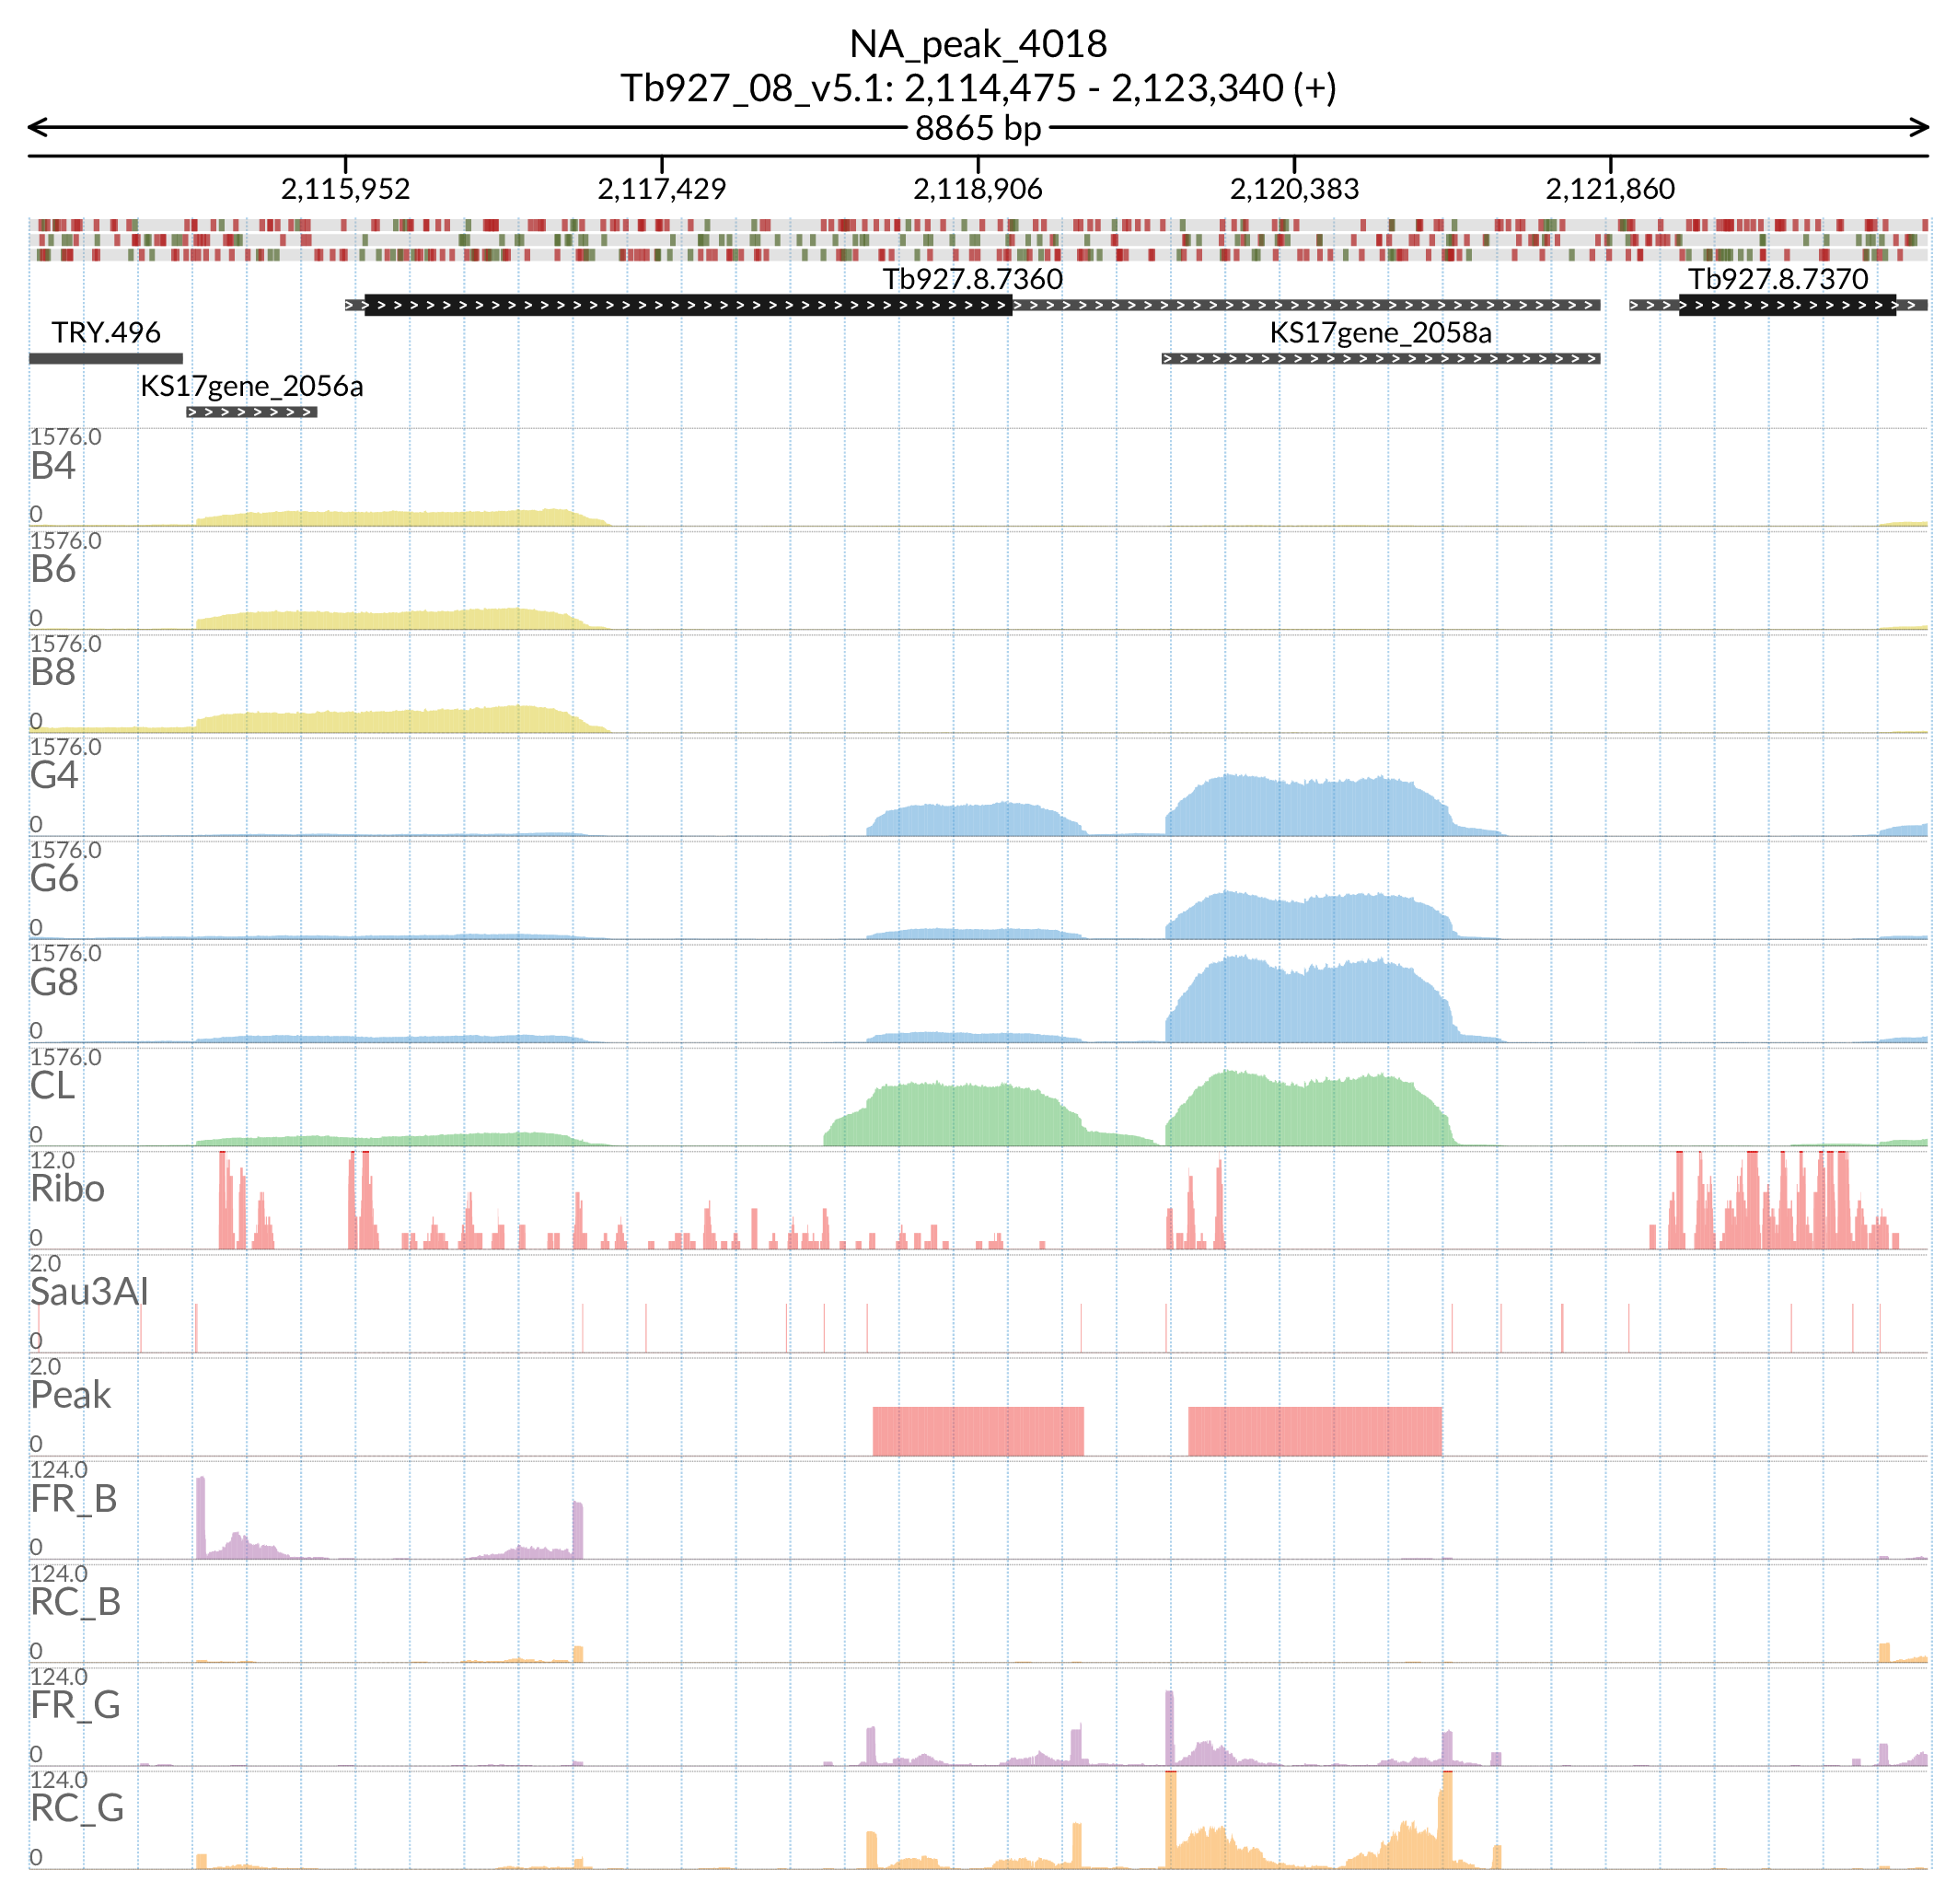 NA_peak_4018
Tb927_08_v5.1: 2,114,475 - 2,123,340 (+)
8865 bp
2,115,952 2,117,429 2,118,906 2,120,383 2,121,860
Tb927.8.7360 Tb927.8.7370
TRY.496 KS17gene_2058a
KS17gene_2056a
1576.0
B4
0
1576.0
B6
0
1576.0
B8
0
1576.0
G4
0
1576.0
G6
0
1576.0
G8
0
1576.0
CL
0
12.0
Ribo
0
2.0
Sau3AI
0
2.0
Peak
0
124.0
FR_B
0
124.0
RC_B
0
124.0
FR_G
0
124.0
RC_G
0